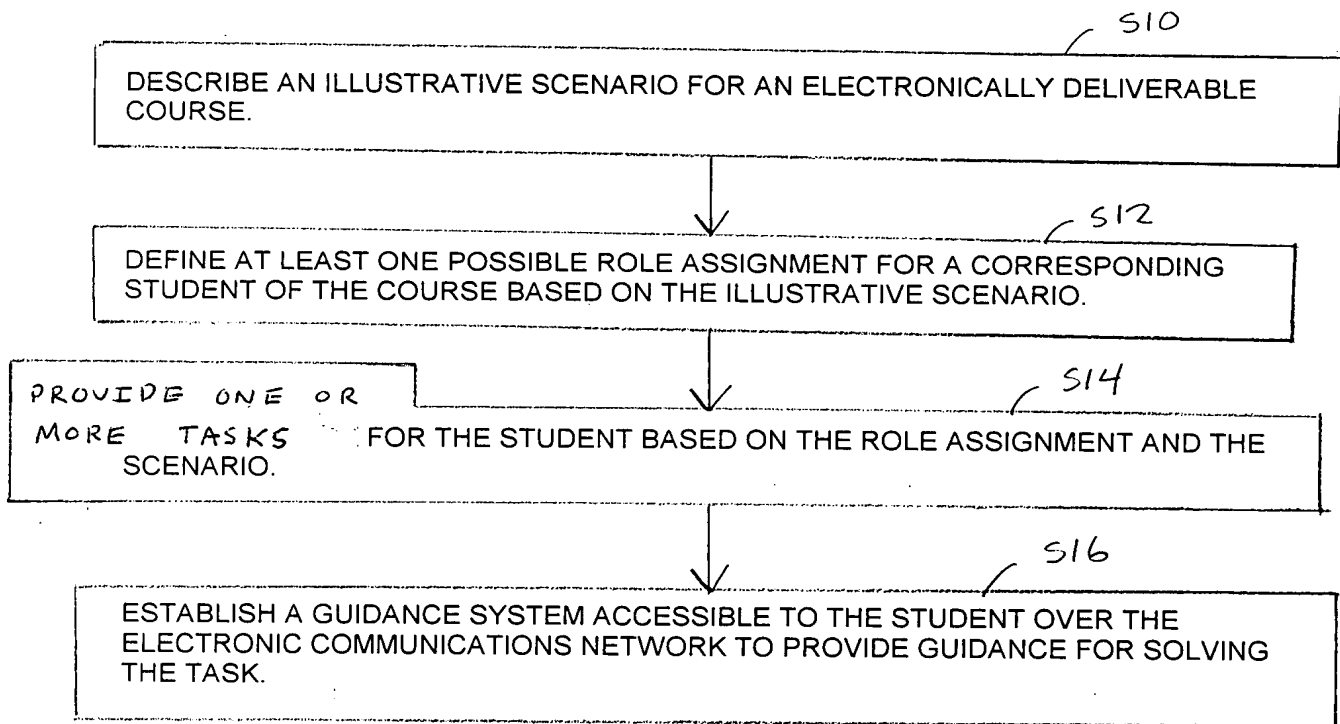 S10
DESCRIBE AN ILLUSTRATIVE SCENARIO FOR AN ELECTRONICALLY DELIVERABLE
COURSE.
S12
DEFINE AT LEAST ONE POSSIBLE ROLE ASSIGNMENT FOR A CORRESPONDING
STUDENT OF THE COURSE BASED ON THE ILLUSTRATIVE SCENARIO.
S14
PROVIDE ONE OR
MORE TASKS FOR THE STUDENT BASED ON THE ROLE ASSIGNMENT AND THE
SCENARIO.
S16
ESTABLISH A GUIDANCE SYSTEM ACCESSIBLE TO THE STUDENT OVER THE
ELECTRONIC COMMUNICATIONS NETWORK TO PROVIDE GUIDANCE FOR SOLVING
THE TASK.